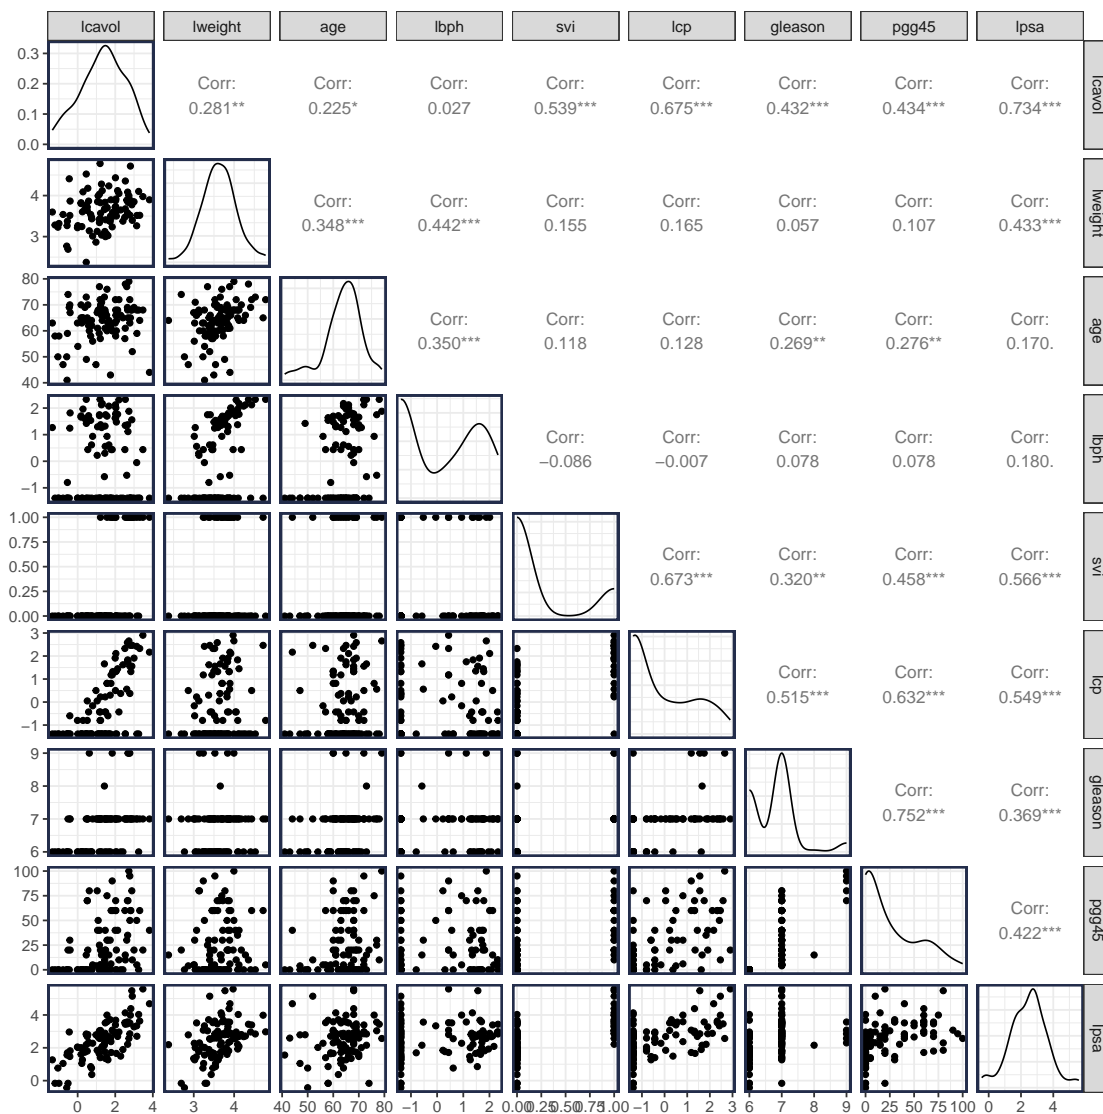 lcavol lweight age lbph svi lcp gleason pgg45 lpsa
0.3
0.2
0.1
0.0
Corr: Corr: Corr: Corr: Corr: Corr: Corr: Corr:
0.281** 0.225* 0.027 0.539*** 0.675*** 0.432*** 0.434*** 0.734***
lcavol
4
3
Corr: Corr: Corr: Corr: Corr: Corr: Corr:
0.348*** 0.442*** 0.155 0.165 0.057 0.107 0.433***
lweight
80
70
60
50
40
Corr: Corr: Corr: Corr: Corr: Corr:
0.350*** 0.118 0.128 0.269** 0.276** 0.170.
age
2
1
0
−1
Corr: Corr: Corr: Corr: Corr:
−0.086 −0.007 0.078 0.078 0.180.
lbph
1.00
0.75
0.50
0.25
0.00
Corr: Corr: Corr: Corr:
0.673*** 0.320** 0.458*** 0.566***
svi
3
2
1
0
−1
Corr: Corr: Corr:
0.515*** 0.632*** 0.549***
lcp
9
8
7
6
Corr: Corr:
0.752*** 0.369***
gleason
100
75
50
25
0
Corr:
0.422***
pgg45
4
2
0
lpsa
0 2 4 3 4 40 50 60 70 80 −1 0 1 2 0.00 0.25 0.50 0.75 1.00 −1 0 1 2 3 6 7 8 9 0 25 50 75 100 0 2 4